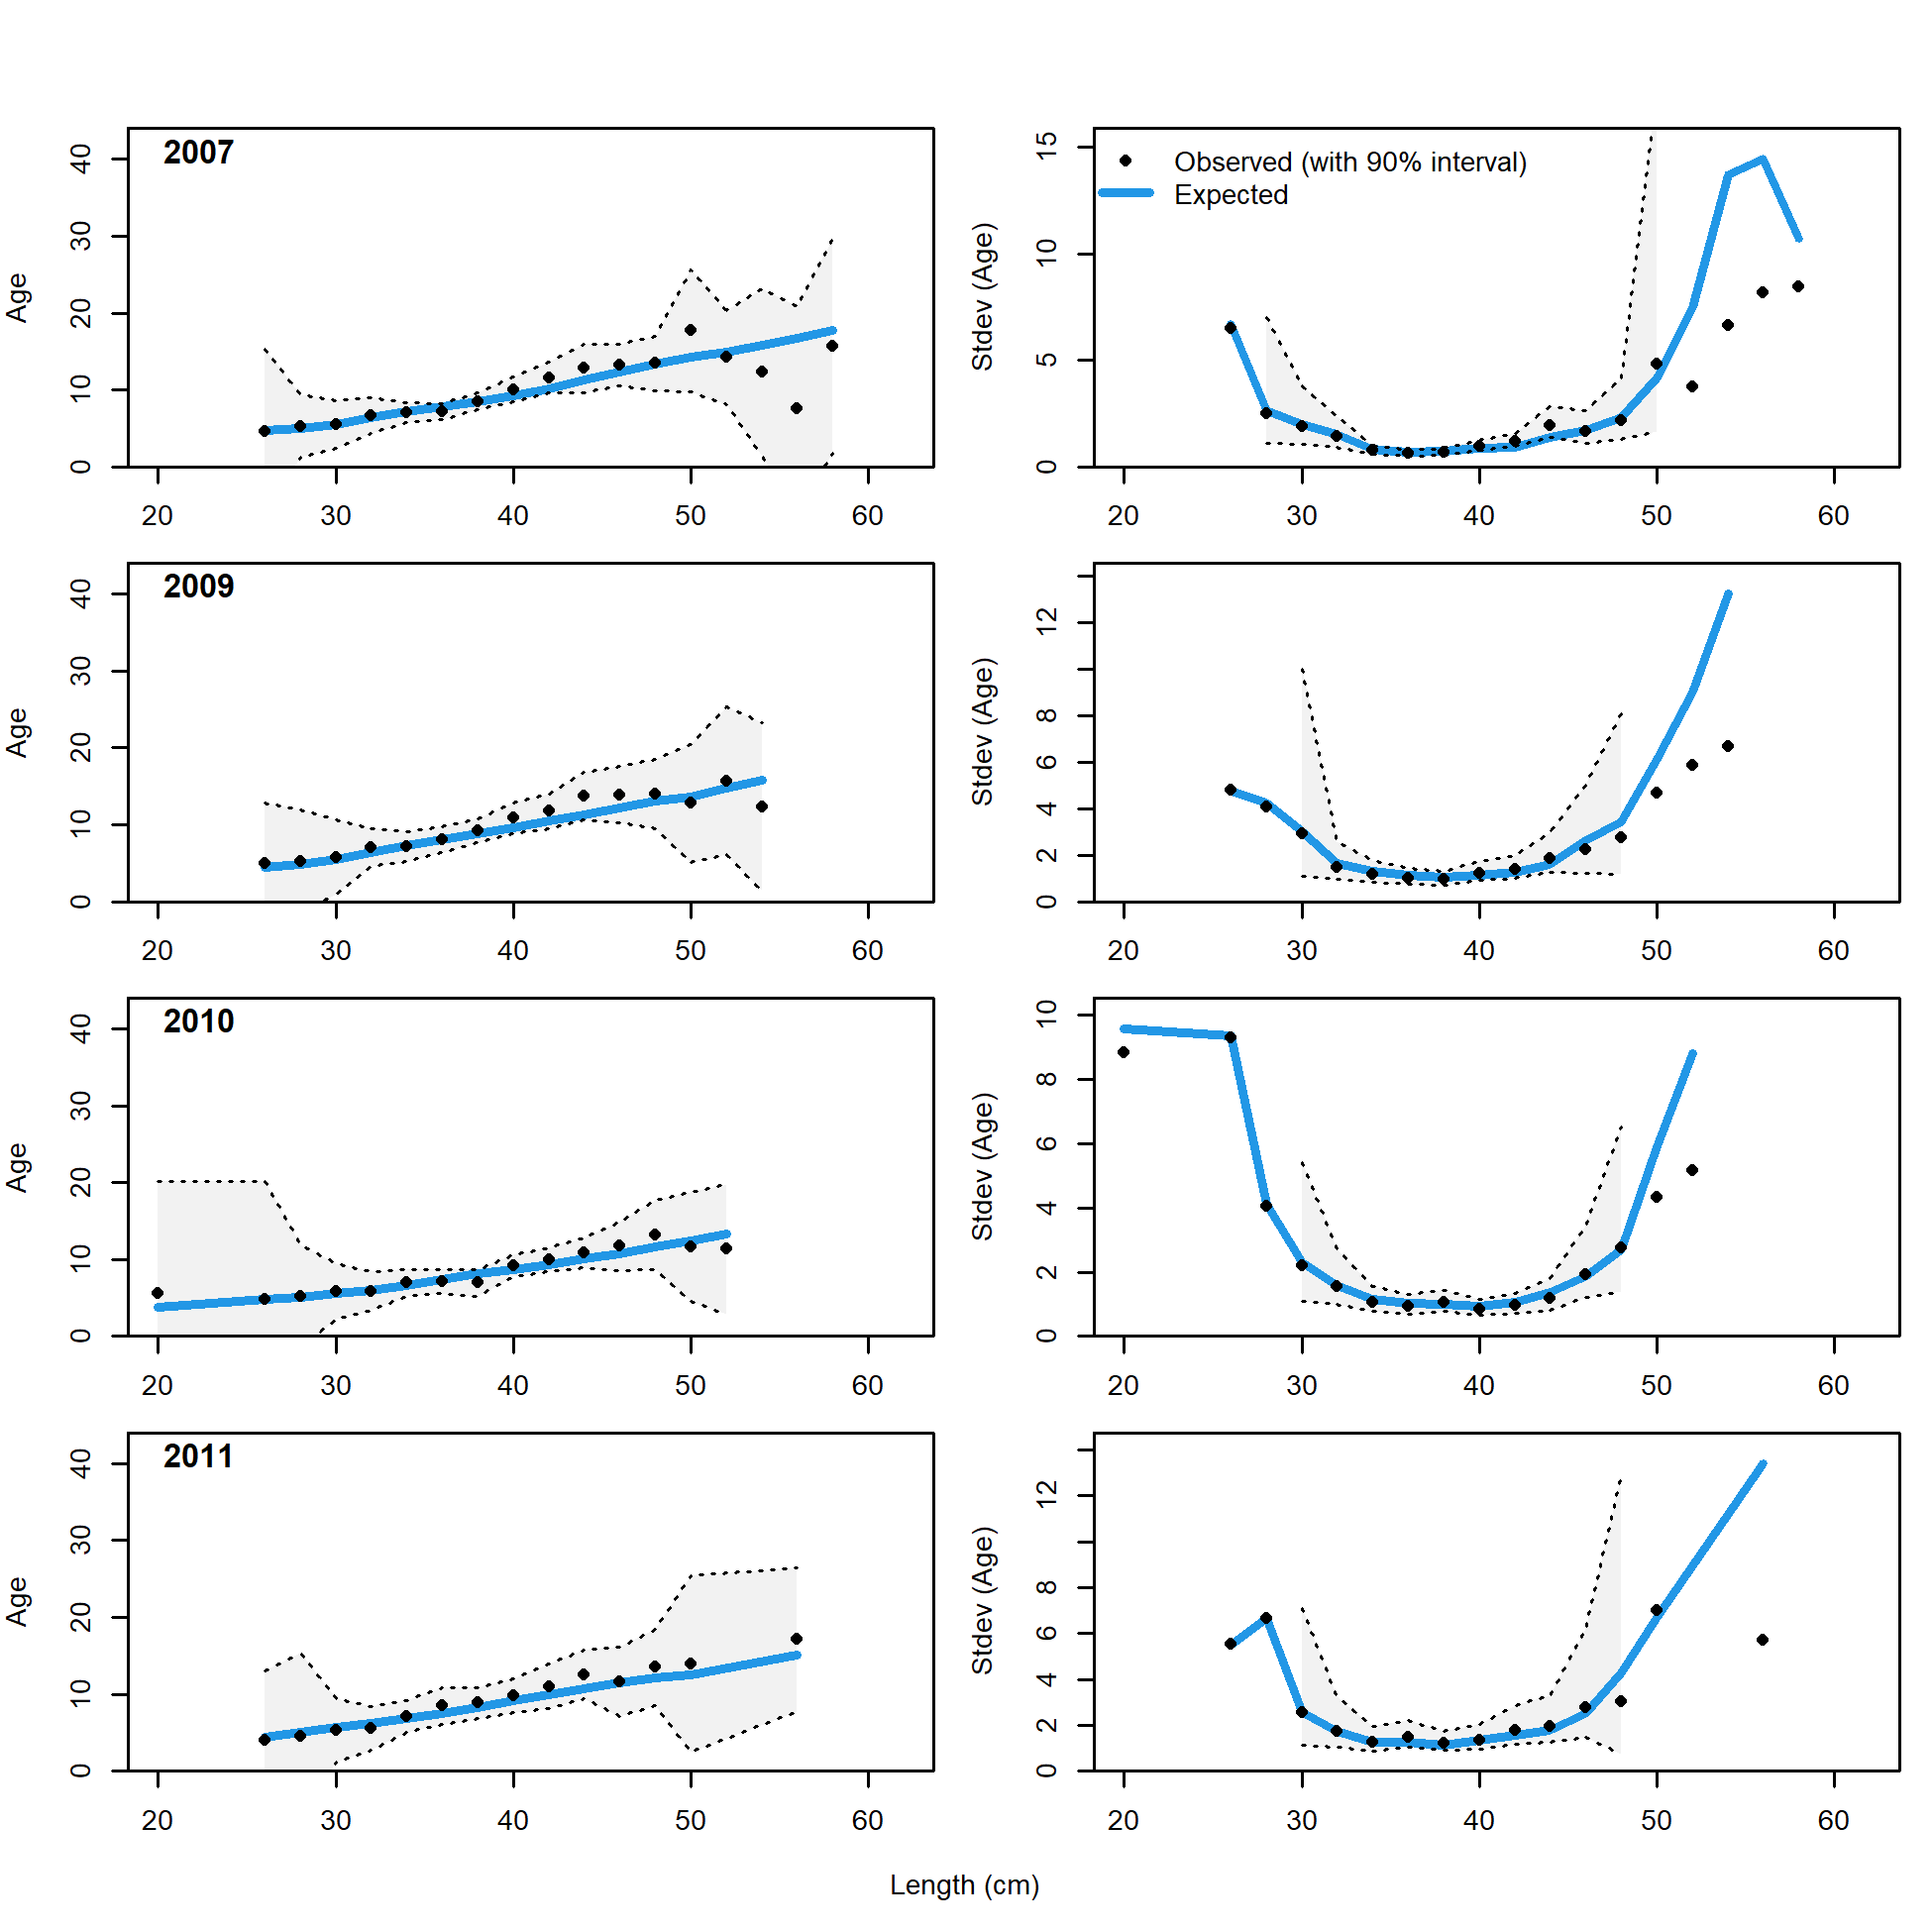 2007
Age
0 10 20 30 40
20 30 40 50 60
Observed (with 90% interval)
Expected
Stdev (Age)
0 5 10 15
20 30 40 50 60
2009
Age
0 10 20 30 40
20 30 40 50 60
Stdev (Age)
0 2 4 6 8 12
20 30 40 50 60
2010
Age
0 10 20 30 40
20 30 40 50 60
Stdev (Age)
0 2 4 6 8 10
20 30 40 50 60
2011
Age
0 10 20 30 40
20 30 40 50 60
Stdev (Age)
0 2 4 6 8 12
20 30 40 50 60
Length (cm)